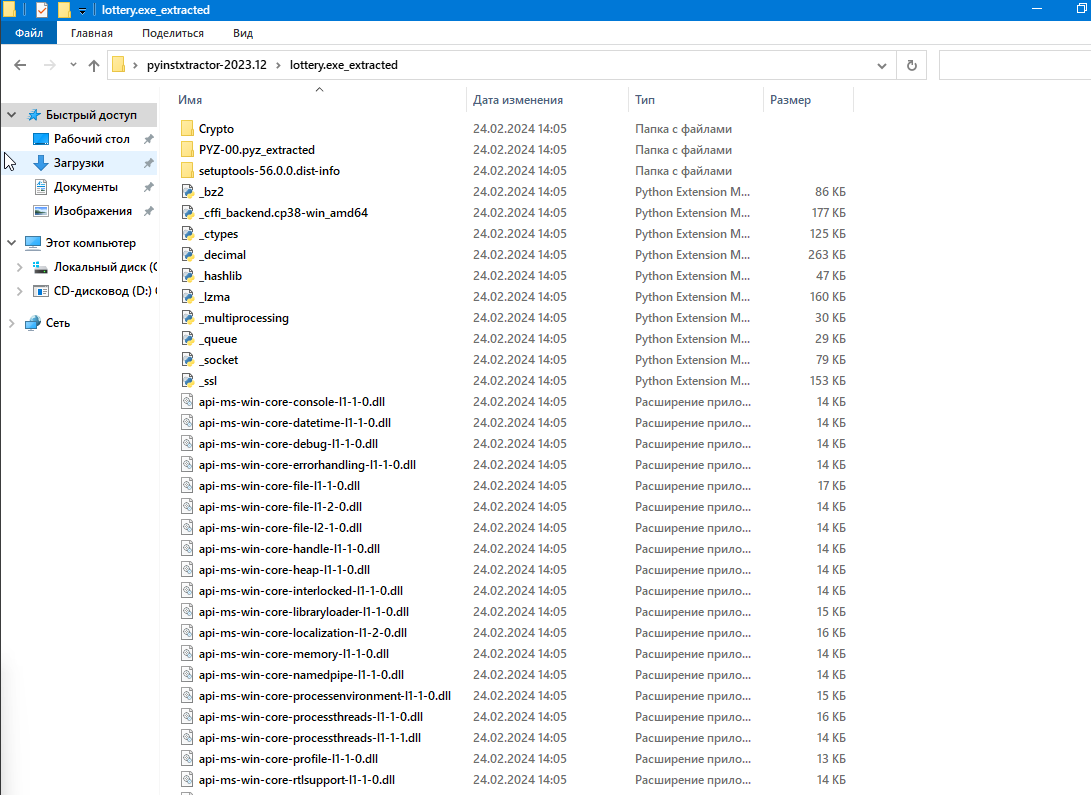 lottery.exe_extracted
Файл Главная Поделиться Вид
pyinstxtractor-2023.12 lottery.exe_extracted
Быстрый доступ
Рабочий стол
Загрузки
Документы
Изображения
Этот компьютер
Локальный диск (C
CD-дисковод (D:)
Сеть
Имя Дата изменения Тип Размер
Crypto 24.02.2024 14:05 Папка с файлами
PYZ-00.pyz_extracted 24.02.2024 14:05 Папка с файлами
setuptools-56.0.0.dist-info 24.02.2024 14:05 Папка с файлами
_bz2 24.02.2024 14:05 Python Extension M... 86 КБ
_cffi_backend.cp38-win_amd64 24.02.2024 14:05 Python Extension M... 177 КБ
_ctypes 24.02.2024 14:05 Python Extension M... 125 КБ
_decimal 24.02.2024 14:05 Python Extension M... 263 КБ
_hashlib 24.02.2024 14:05 Python Extension M... 47 КБ
_lzma 24.02.2024 14:05 Python Extension M... 160 КБ
_multiprocessing 24.02.2024 14:05 Python Extension M... 30 КБ
_queue 24.02.2024 14:05 Python Extension M... 29 КБ
_socket 24.02.2024 14:05 Python Extension M... 79 КБ
_ssl 24.02.2024 14:05 Python Extension M... 153 КБ
api-ms-win-core-console-l1-1-0.dll 24.02.2024 14:05 Расширение прило... 14 КБ
api-ms-win-core-datetime-l1-1-0.dll 24.02.2024 14:05 Расширение прило... 14 КБ
api-ms-win-core-debug-l1-1-0.dll 24.02.2024 14:05 Расширение прило... 14 КБ
api-ms-win-core-errorhandling-l1-1-0.dll 24.02.2024 14:05 Расширение прило... 14 КБ
api-ms-win-core-file-l1-1-0.dll 24.02.2024 14:05 Расширение прило... 17 КБ
api-ms-win-core-file-l1-2-0.dll 24.02.2024 14:05 Расширение прило... 14 КБ
api-ms-win-core-file-l2-1-0.dll 24.02.2024 14:05 Расширение прило... 14 КБ
api-ms-win-core-handle-l1-1-0.dll 24.02.2024 14:05 Расширение прило... 14 КБ
api-ms-win-core-heap-l1-1-0.dll 24.02.2024 14:05 Расширение прило... 14 КБ
api-ms-win-core-interlocked-l1-1-0.dll 24.02.2024 14:05 Расширение прило... 14 КБ
api-ms-win-core-libraryloader-l1-1-0.dll 24.02.2024 14:05 Расширение прило... 15 КБ
api-ms-win-core-localization-l1-2-0.dll 24.02.2024 14:05 Расширение прило... 16 КБ
api-ms-win-core-memory-l1-1-0.dll 24.02.2024 14:05 Расширение прило... 14 КБ
api-ms-win-core-namedpipe-l1-1-0.dll 24.02.2024 14:05 Расширение прило... 14 КБ
api-ms-win-core-processenvironment-l1-1-0.dll 24.02.2024 14:05 Расширение прило... 15 КБ
api-ms-win-core-processthreads-l1-1-0.dll 24.02.2024 14:05 Расширение прило... 16 КБ
api-ms-win-core-processthreads-l1-1-1.dll 24.02.2024 14:05 Расширение прило... 14 КБ
api-ms-win-core-profile-l1-1-0.dll 24.02.2024 14:05 Расширение прило... 13 КБ
api-ms-win-core-rtlsupport-l1-1-0.dll 24.02.2024 14:05 Расширение прило... 14 КБ